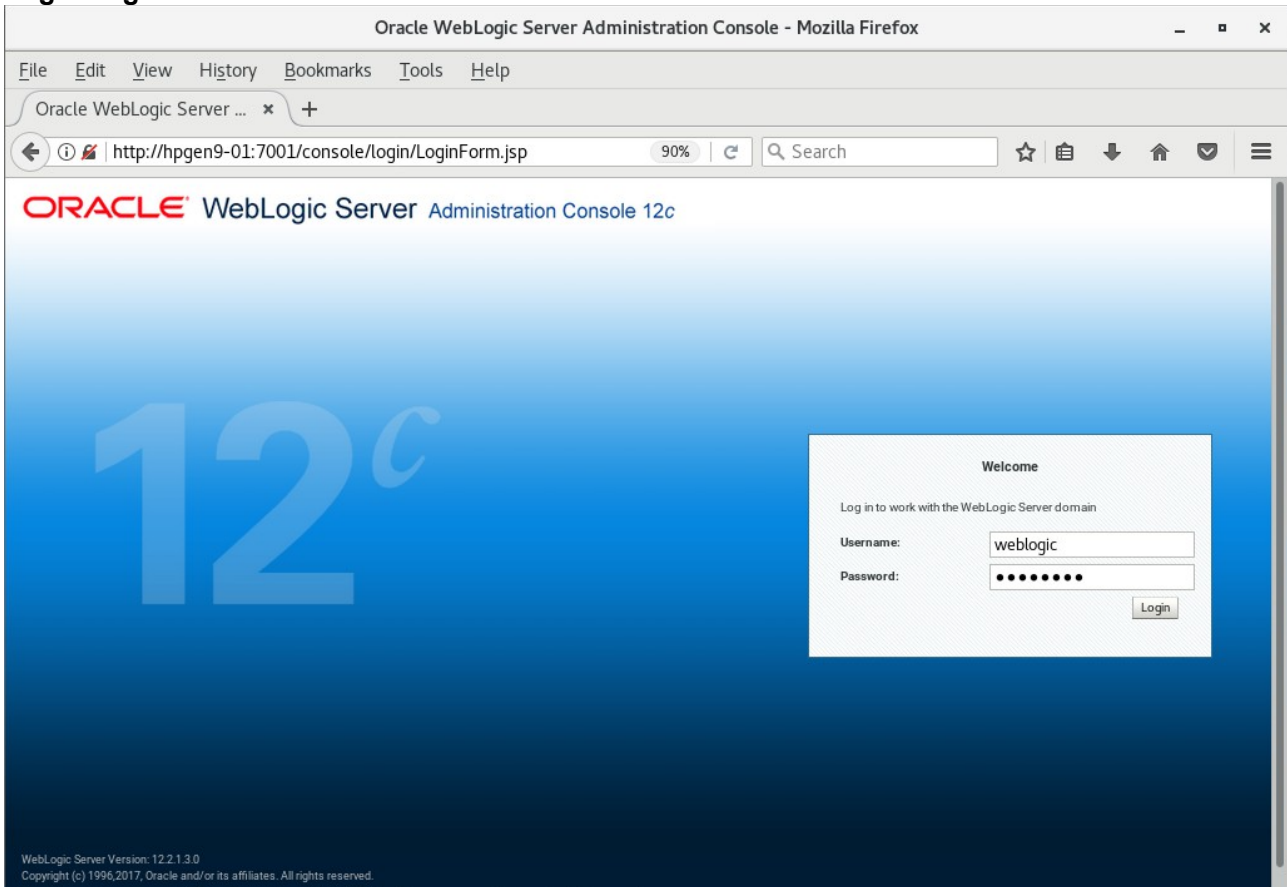 Oracle WebLogic Server Administration Console - Mozilla Firefox
File Edit View History Bookmarks Tools Help
Oracle WebLogic Server ...
http://hpgen9-01:7001/console/login/LoginForm.jsp 90% Search
ORACLE WebLogic Server Administration Console 12c
12c
Welcome
Log in to work with the WebLogic Server domain
Username: weblogic
Password: ••••••••
Login
WebLogic Server Version: 12.2.1.3.0
Copyright (c) 1996,2017, Oracle and/or its affiliates. All rights reserved.